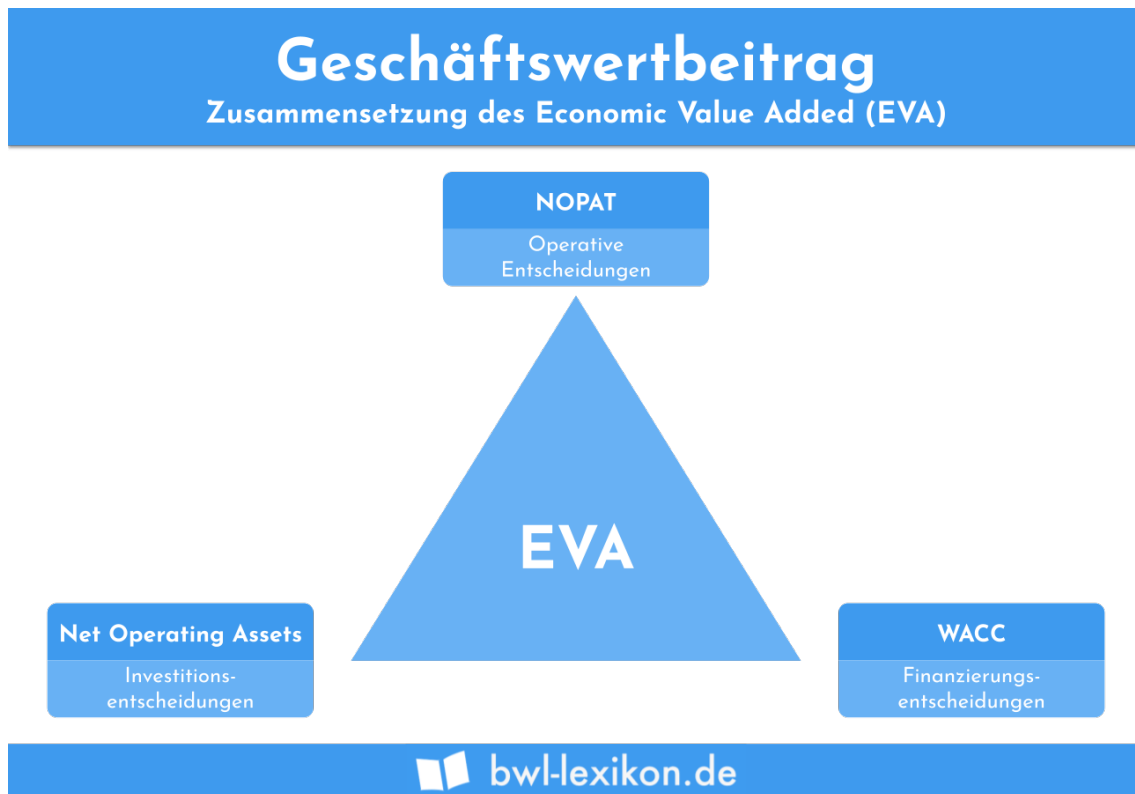 Geschäftswertbeitrag
Zusammensetzung des Economic Value Added (EVA)
NOPAT
Operative
Entscheidungen
EVA
Net Operating Assets
Investitions-
entscheidungen
WACC
Finanzierungs-
entscheidungen
bwl-lexikon.de